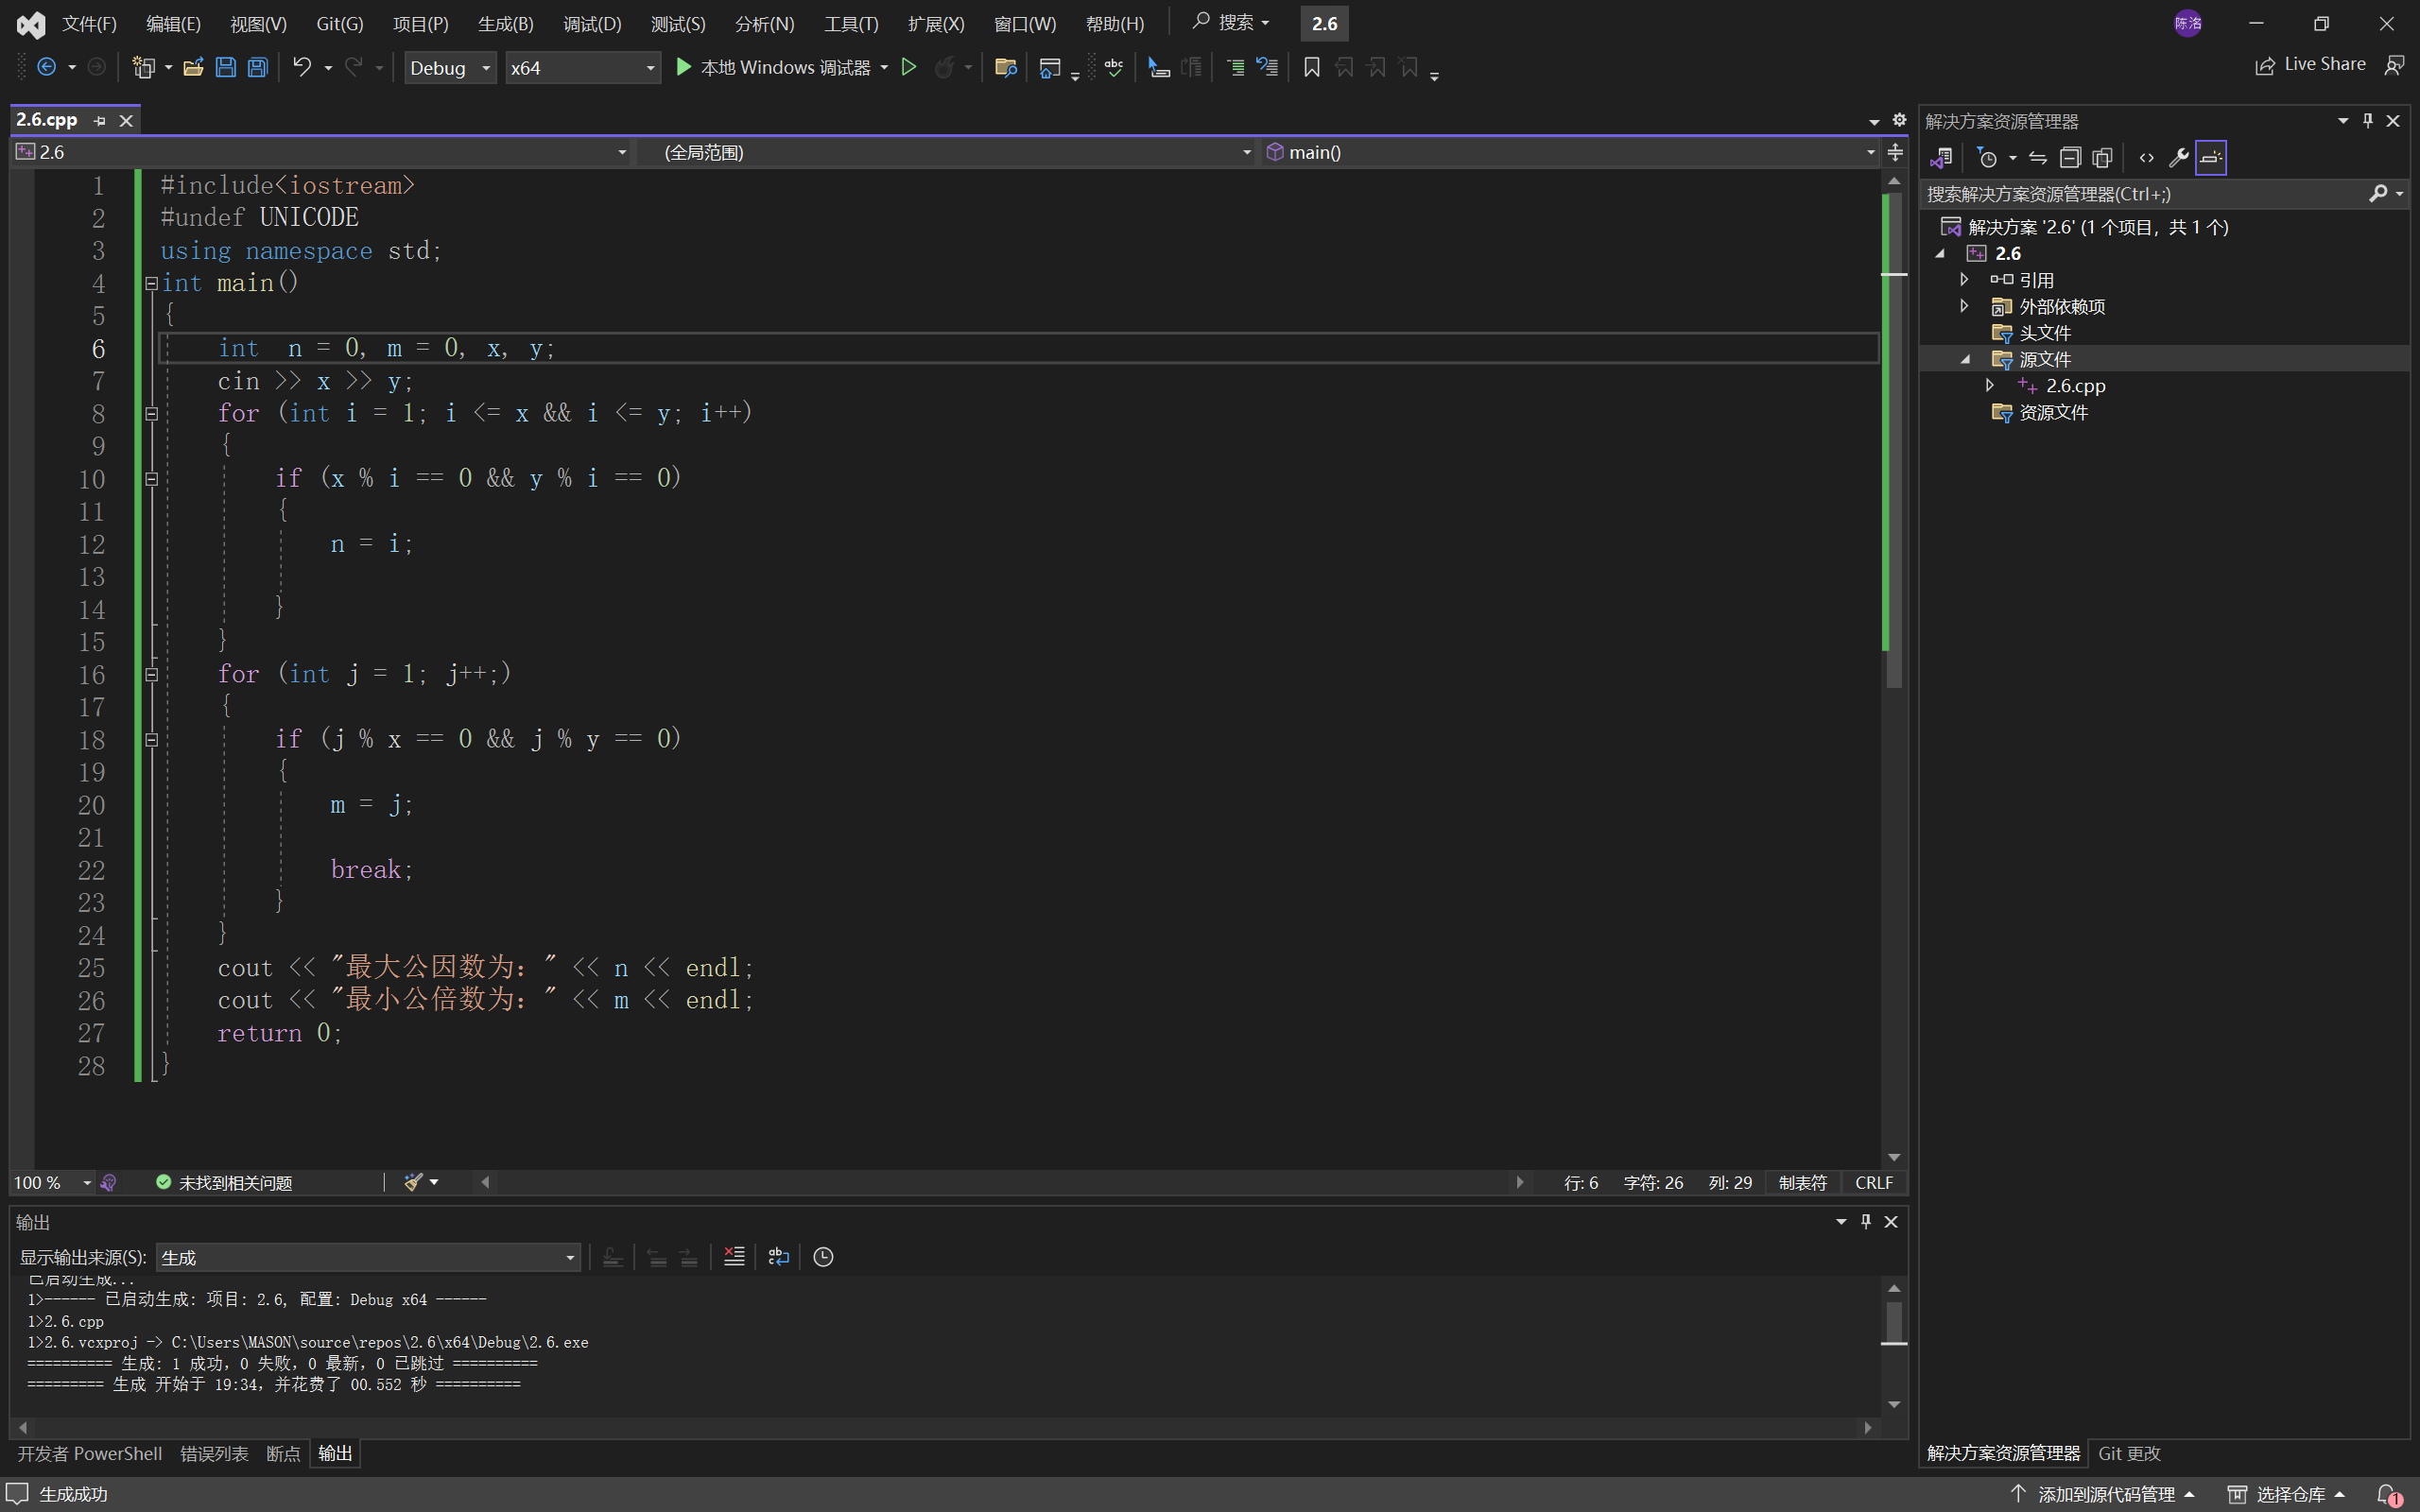 文件(F) 编辑(E) 视图(V) Git(G) 项目(P) 生成(B) 调试(D) 测试(S) 分析(N) 工具(T) 扩展(X) 窗口(W) 帮助(H) 搜索 2.6 陈洛
Debug x64 本地 Windows 调试器 Live Share
2.6.cpp
2.6 (全局范围) main()
1 #include<iostream>
2 #undef UNICODE
3 using namespace std;
4 int main()
5 {
6 int  n = 0, m = 0, x, y;
7 cin >> x >> y;
8 for (int i = 1; i <= x && i <= y; i++)
9 {
10 if (x % i == 0 && y % i == 0)
11 {
12 n = i;
13
14 }
15 }
16 for (int j = 1; j++;)
17 {
18 if (j % x == 0 && j % y == 0)
19 {
20 m = j;
21
22 break;
23 }
24 }
25 cout << "最大公因数为：" << n << endl;
26 cout << "最小公倍数为：" << m << endl;
27 return 0;
28 }
100 % 未找到相关问题 行: 6 字符: 26 列: 29 制表符 CRLF
输出
显示输出来源(S): 生成
已启动生成...
1>------ 已启动生成: 项目: 2.6, 配置: Debug x64 ------
1>2.6.cpp
1>2.6.vcxproj -> C:\Users\MASON\source\repos\2.6\x64\Debug\2.6.exe
========== 生成: 1 成功，0 失败，0 最新，0 已跳过 ==========
========= 生成 开始于 19:34，并花费了 00.552 秒 ==========
开发者 PowerShell 错误列表 断点 输出
解决方案资源管理器
搜索解决方案资源管理器(Ctrl+;)
解决方案 '2.6' (1 个项目，共 1 个)
2.6
引用
外部依赖项
头文件
源文件
2.6.cpp
资源文件
解决方案资源管理器 Git 更改
生成成功 添加到源代码管理 选择仓库 1